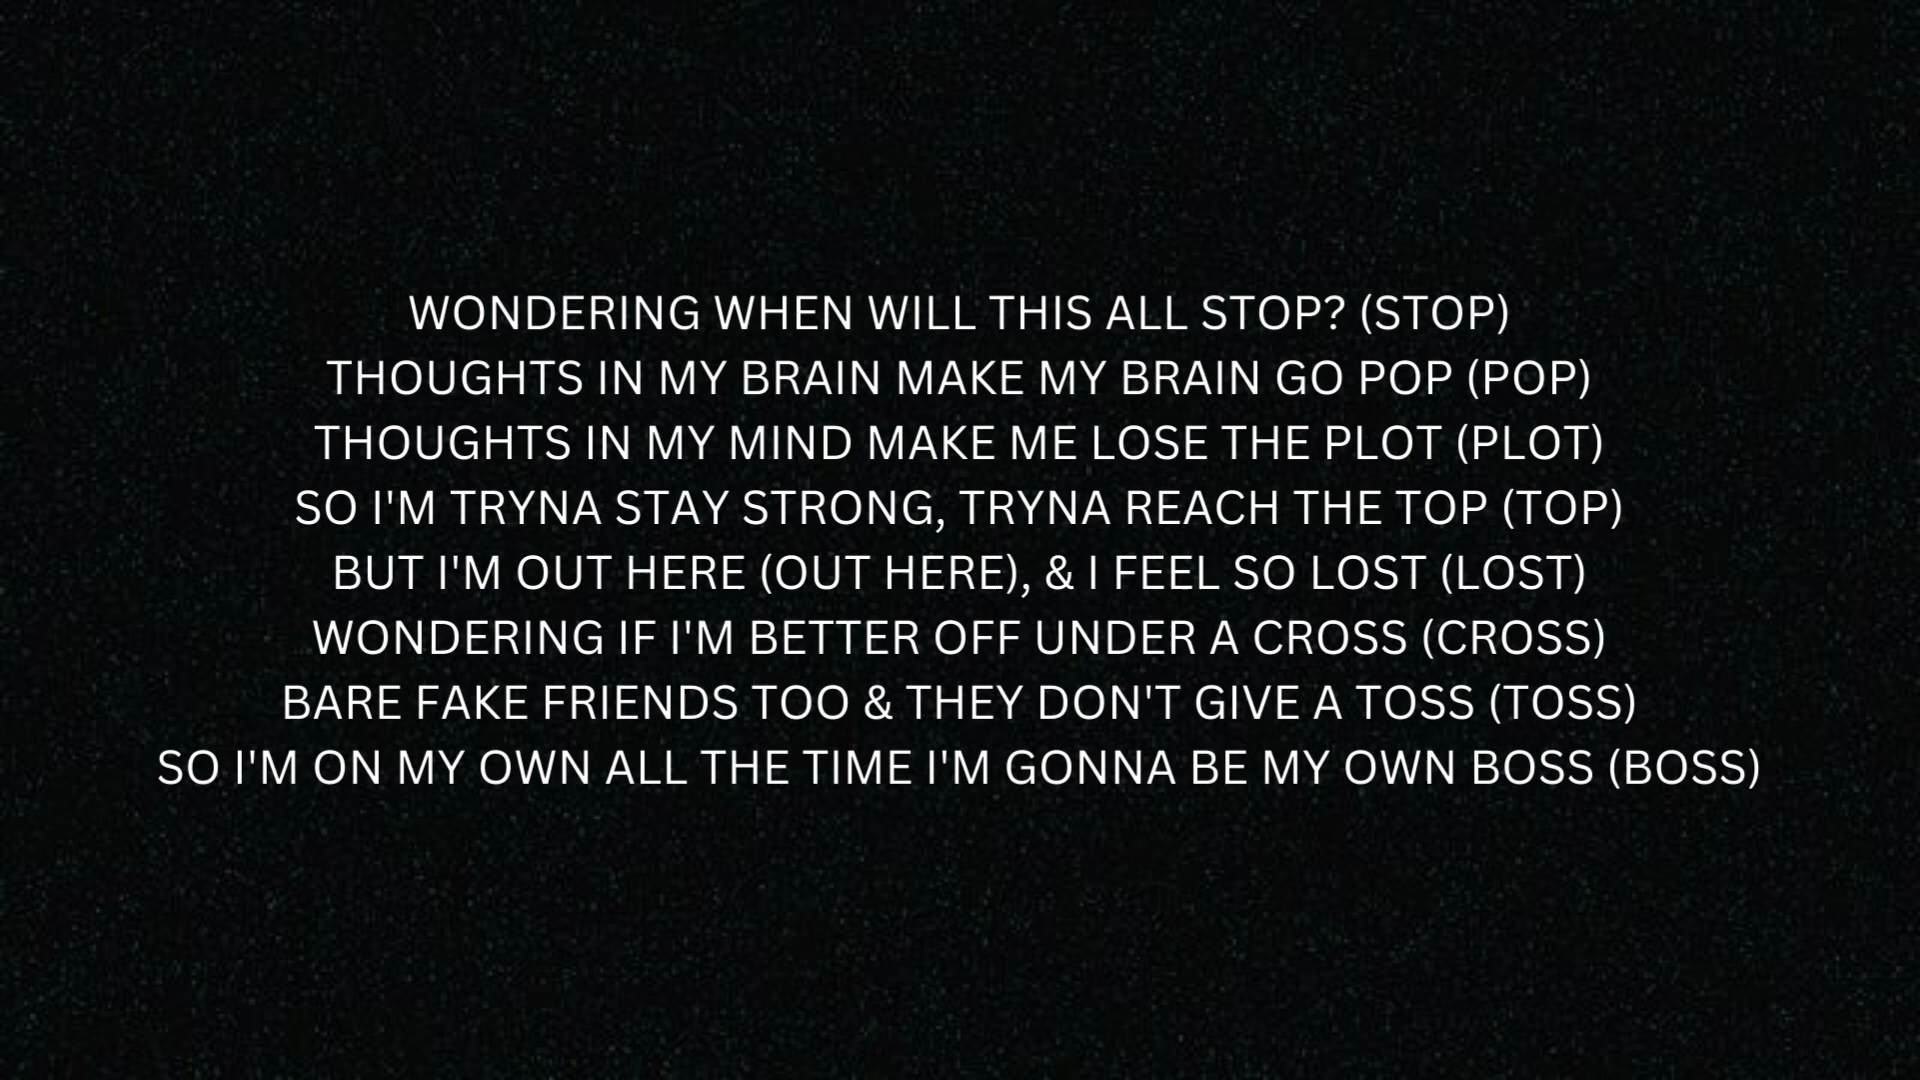 WONDERING WHEN WILL THIS ALL STOP? (STOP)
THOUGHTS IN MY BRAIN MAKE MY BRAIN GO POP (POP)
THOUGHTS IN MY MIND MAKE ME LOSE THE PLOT (PLOT)
SO I'M TRYNA STAY STRONG, TRYNA REACH THE TOP (TOP)
BUT I'M OUT HERE (OUT HERE), & I FEEL SO LOST (LOST)
WONDERING IF I'M BETTER OFF UNDER A CROSS (CROSS)
BARE FAKE FRIENDS TOO & THEY DON'T GIVE A TOSS (TOSS)
SO I'M ON MY OWN ALL THE TIME I'M GONNA BE MY OWN BOSS (BOSS)